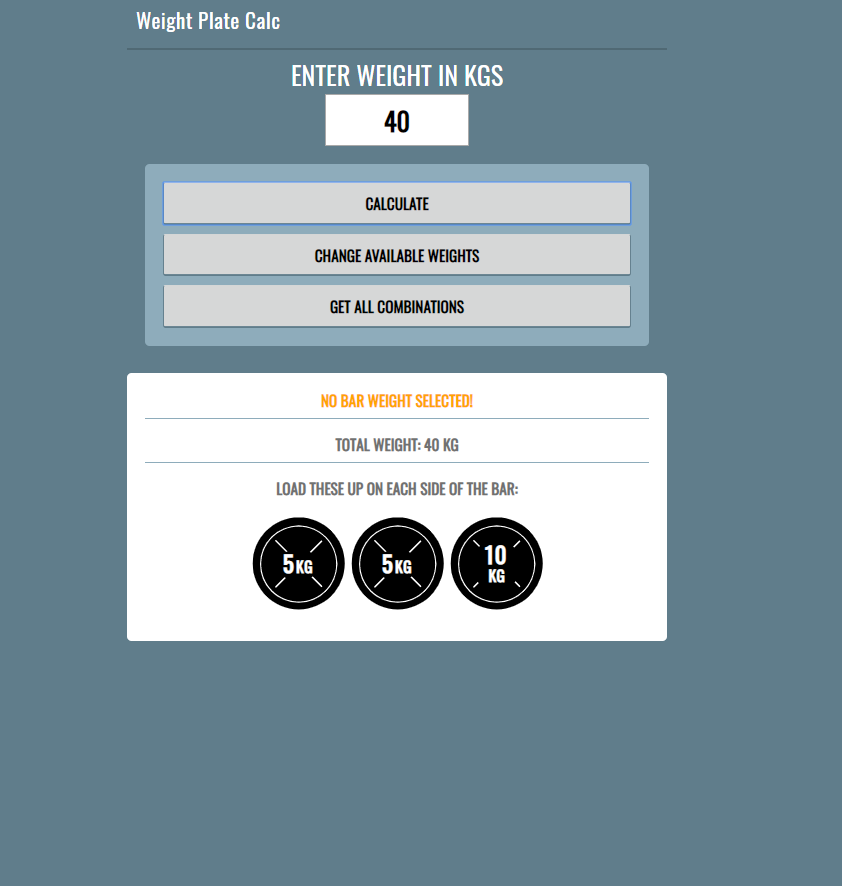 Weight Plate Calc
ENTER WEIGHT IN KGS
40
CALCULATE
CHANGE AVAILABLE WEIGHTS
GET ALL COMBINATIONS
NO BAR WEIGHT SELECTED!
TOTAL WEIGHT: 40 KG
LOAD THESE UP ON EACH SIDE OF THE BAR:
5KG
5KG
10
KG